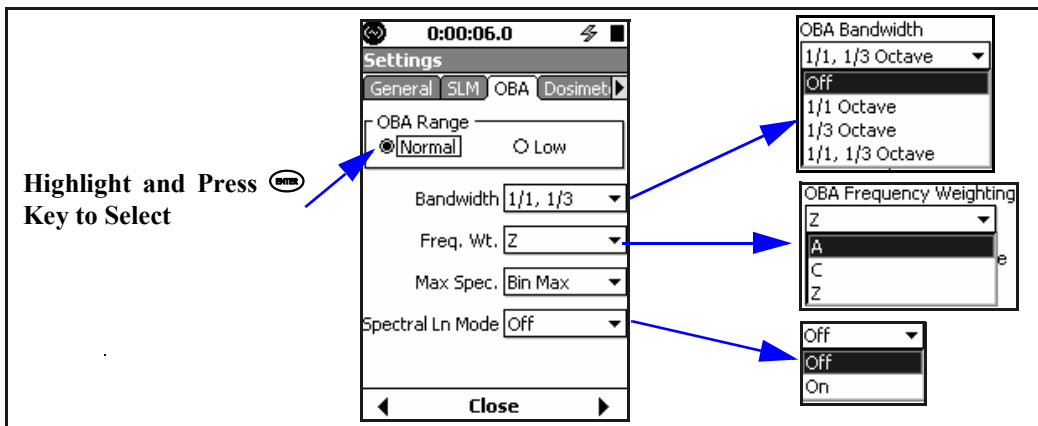 Highlight and Press ENTER
Key to Select
0:00:06.0
Settings
General SLM OBA Dosimet
OBA Range
Normal Low
Bandwidth 1/1, 1/3
Freq. Wt. Z
Max Spec. Bin Max
Spectral Ln Mode Off
Close
OBA Bandwidth
1/1, 1/3 Octave
Off
1/1 Octave
1/3 Octave
1/1, 1/3 Octave
OBA Frequency Weighting
Z
A
e
C
Z
Off
Off
On